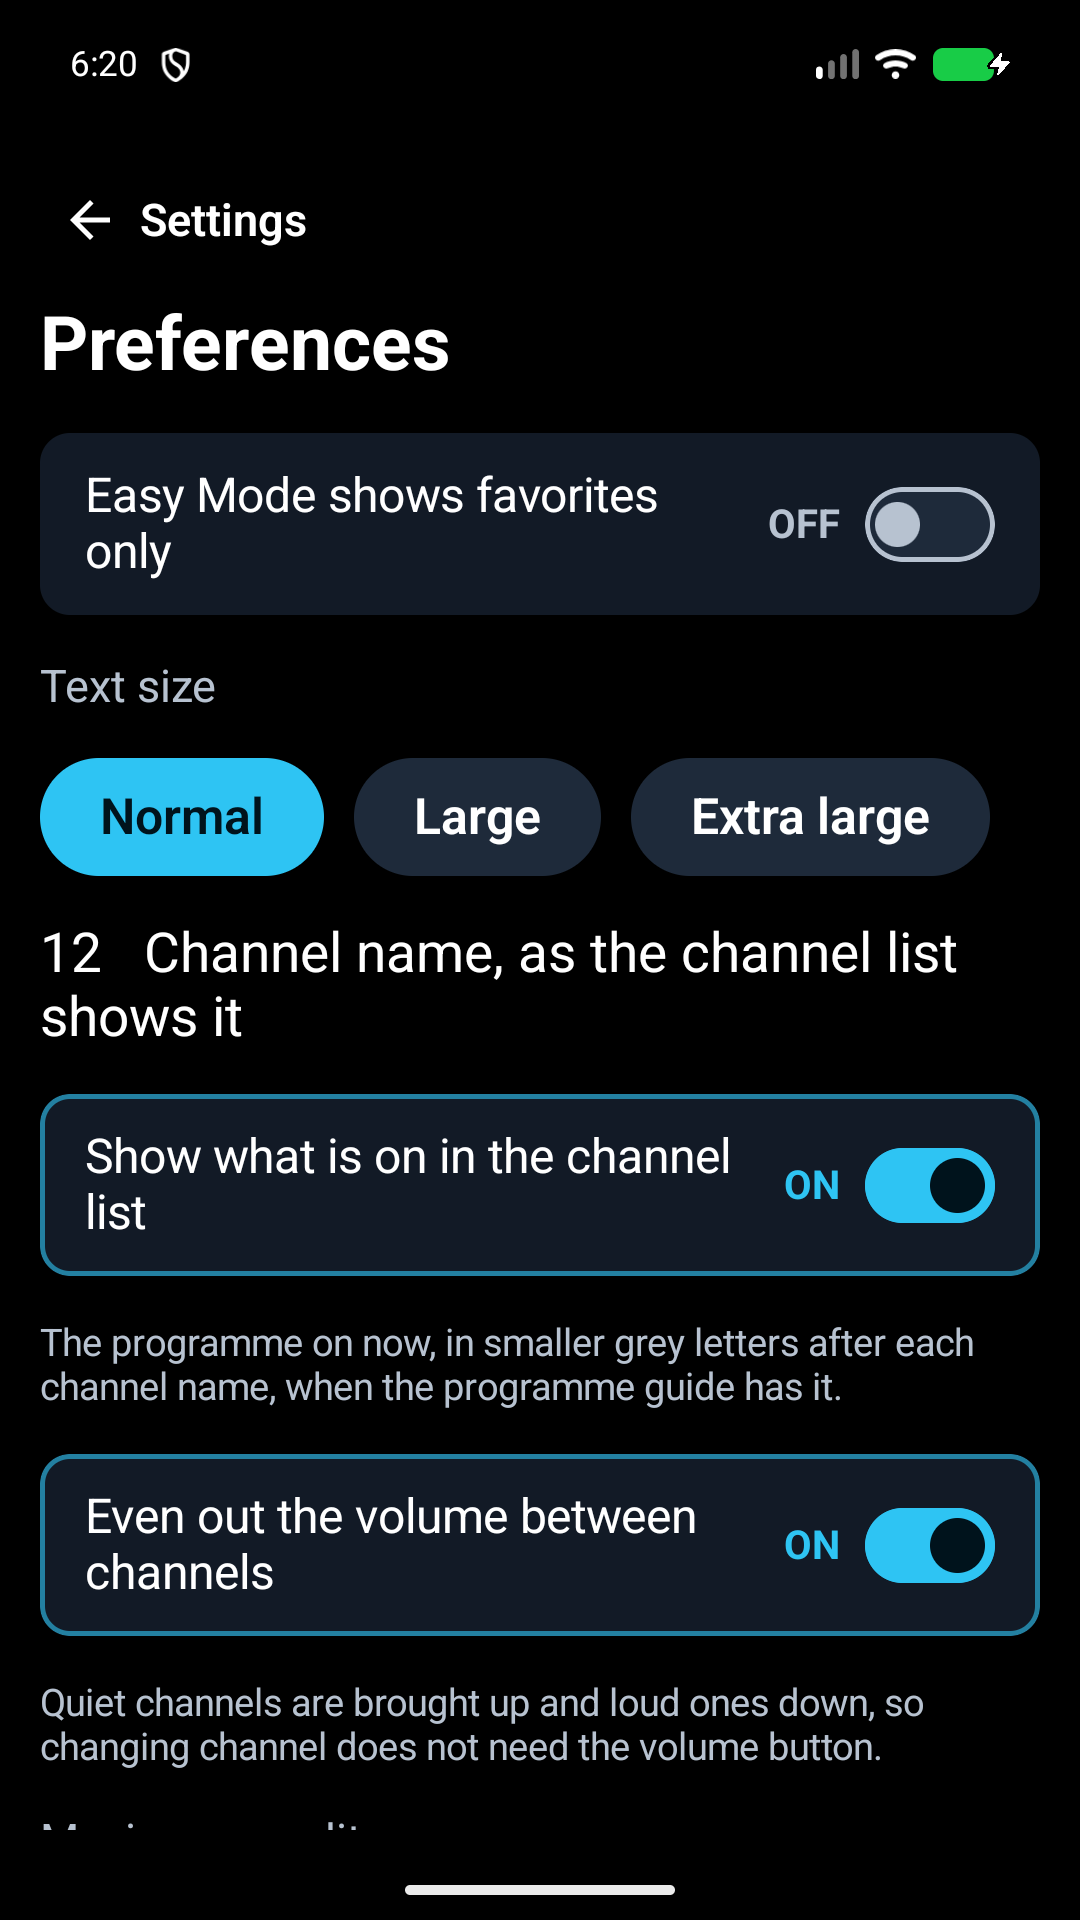 6:20
Settings
Preferences
Easy Mode shows favorites
only
OFF
Text size
Normal
Large
Extra large
12 Channel name, as the channel list
shows it
Show what is on in the channel
list
ON
The programme on now, in smaller grey letters after each
channel name, when the programme guide has it.
Even out the volume between
channels
ON
Quiet channels are brought up and loud ones down, so
changing channel does not need the volume button.